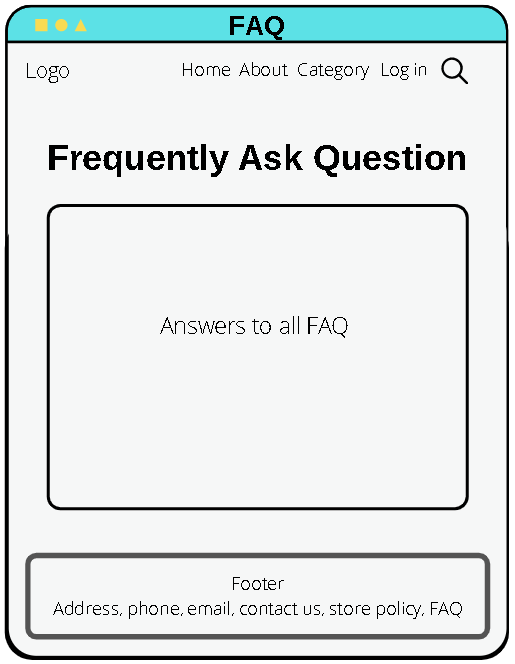 FAQ
Logo Home About Category Log in
Frequently Ask Question
Answers to all FAQ
Footer
Address, phone, email, contact us, store policy, FAQ